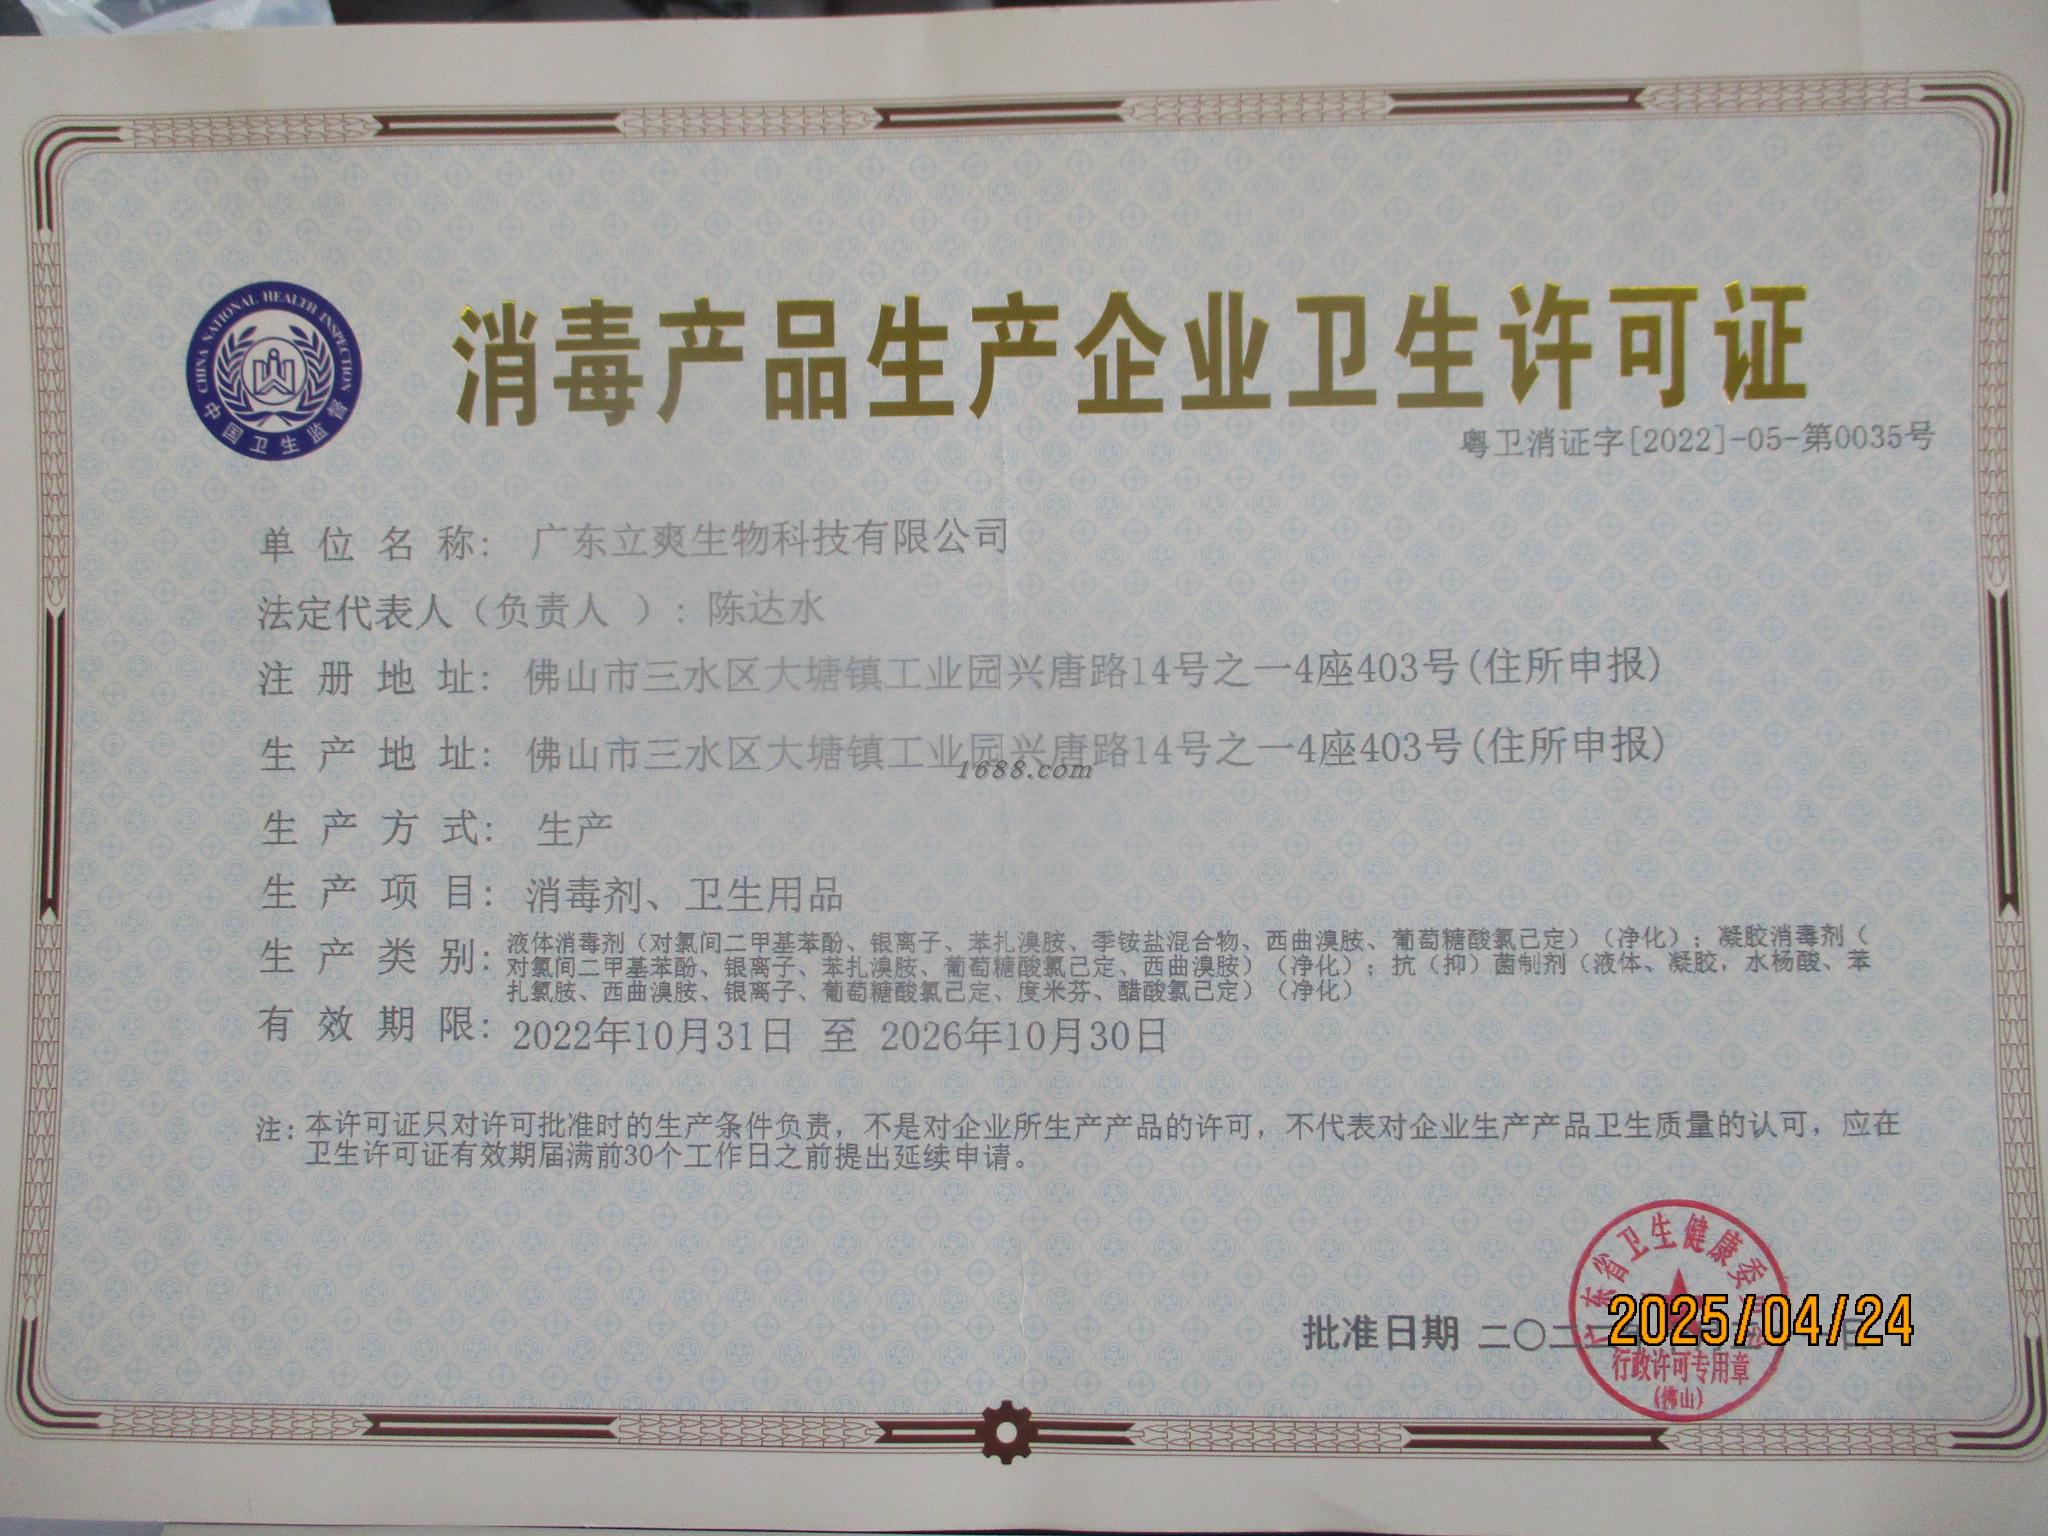 CHINA NATIONAL HEALTH INSPECTION
中国卫生监督
消毒产品生产企业卫生许可证
粤卫消证字[2022]-05-第0035号
单位名称: 广东立爽生物科技有限公司
法定代表人（负责人 ）: 陈达水
注册地址: 佛山市三水区大塘镇工业园兴唐路14号之一4座403号(住所申报)
生产地址: 佛山市三水区大塘镇工业园兴唐路14号之一4座403号(住所申报)
1688.com
生产方式: 生产
生产项目: 消毒剂、卫生用品
生产类别: 液体消毒剂（对氯间二甲基苯酚、银离子、苯扎溴胺、季铵盐混合物、西曲溴胺、葡萄糖酸氯己定）（净化）；凝胶消毒剂（
对氯间二甲基苯酚、银离子、苯扎溴胺、葡萄糖酸氯己定、西曲溴胺）（净化）；抗（抑）菌制剂（液体、凝胶，水杨酸、苯
扎氯胺、西曲溴胺、银离子、葡萄糖酸氯己定、度米芬、醋酸氯己定）（净化）
有效期限: 2022年10月31日 至 2026年10月30日
注: 本许可证只对许可批准时的生产条件负责，不是对企业所生产产品的许可，不代表对企业生产产品卫生质量的认可，应在
卫生许可证有效期届满前30个工作日之前提出延续申请。
广东省卫生健康委
批准日期 二〇二二年
2025/04/24
行政许可专用章
(佛山)